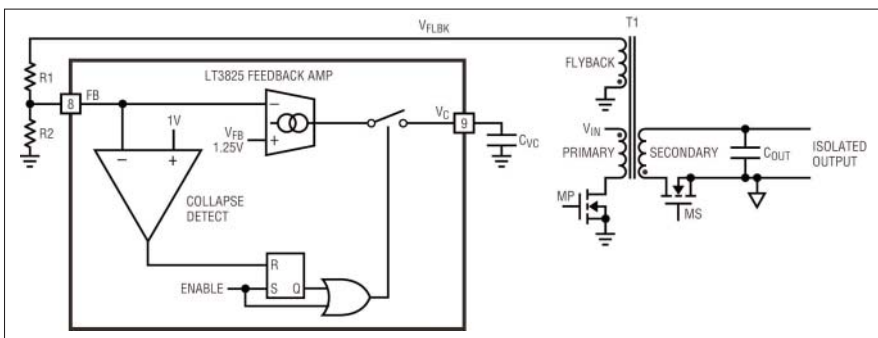 VFLBK
T1
LT3825 FEEDBACK AMP
FLYBACK
R1
8
FB
VC
9
R2
1V
VFB
1.25V
CVC
VIN
PRIMARY
SECONDARY
COUT
ISOLATED
OUTPUT
−
+
−
+
COLLAPSE
DETECT
MP
MS
ENABLE
R
S
Q